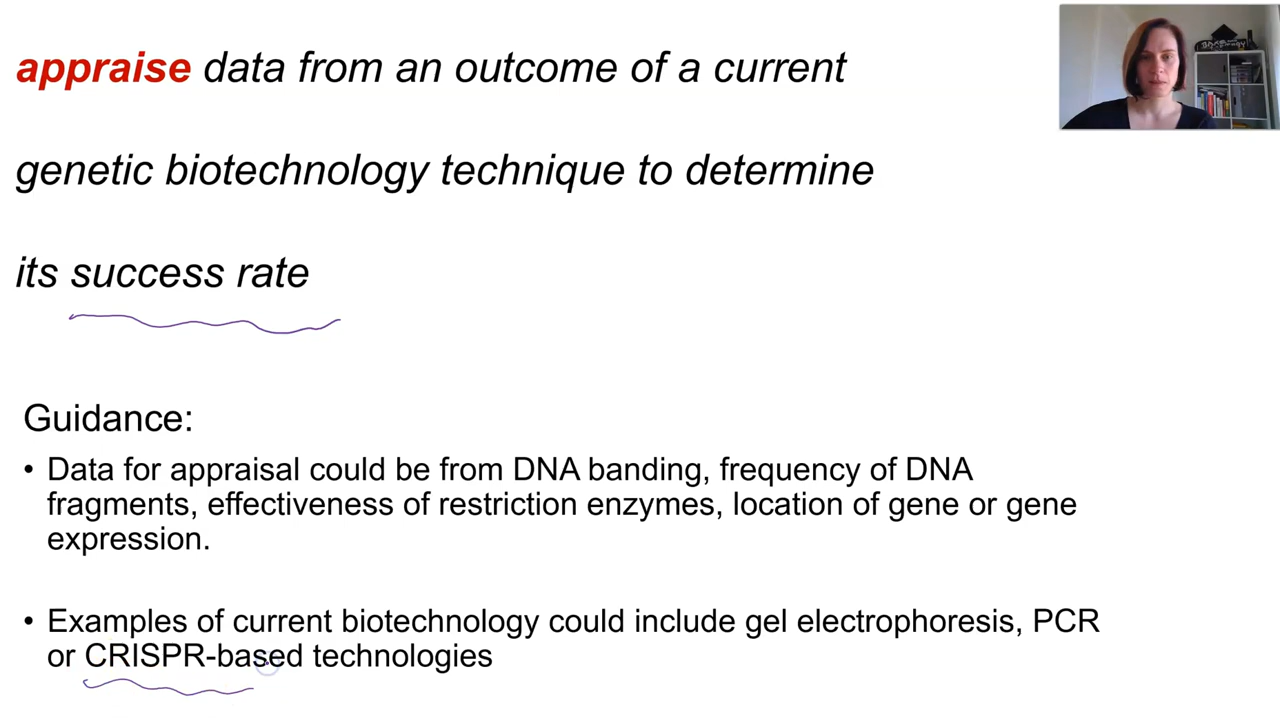 appraise data from an outcome of a current
genetic biotechnology technique to determine
its success rate
Guidance:
• Data for appraisal could be from DNA banding, frequency of DNA
fragments, effectiveness of restriction enzymes, location of gene or gene
expression.
• Examples of current biotechnology could include gel electrophoresis, PCR
or CRISPR-based technologies